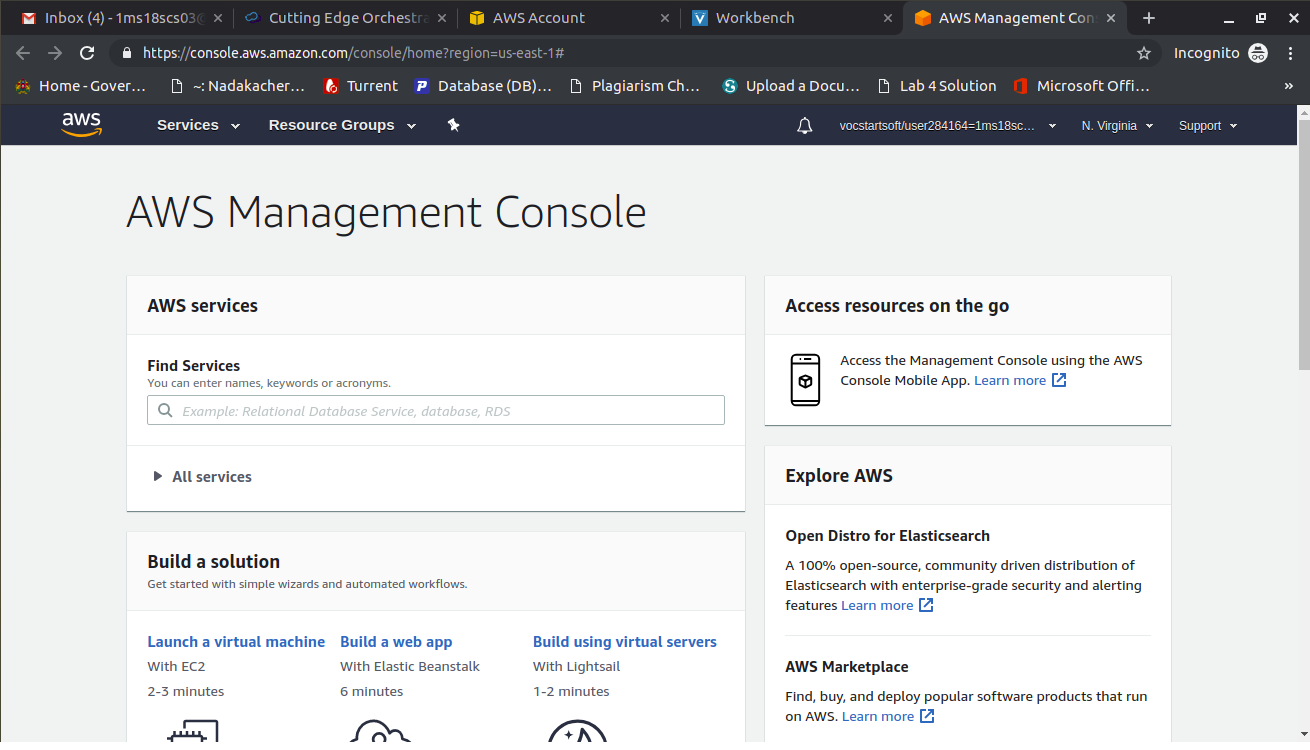 Inbox (4) - 1ms18scs03@
Cutting Edge Orchestra
AWS Account
Workbench
AWS Management Con
https://console.aws.amazon.com/console/home?region=us-east-1#
Incognito
Home - Gover...
~: Nadakacher...
Turrent
Database (DB)...
Plagiarism Ch...
Upload a Docu...
Lab 4 Solution
Microsoft Offi...
»
aws
Services
Resource Groups
vocstartsoft/user284164=1ms18sc...
N. Virginia
Support
AWS Management Console
AWS services
Find Services
You can enter names, keywords or acronyms.
Example: Relational Database Service, database, RDS
All services
Build a solution
Get started with simple wizards and automated workflows.
Launch a virtual machine
With EC2
2-3 minutes
Build a web app
With Elastic Beanstalk
6 minutes
Build using virtual servers
With Lightsail
1-2 minutes
Access resources on the go
Access the Management Console using the AWS
Console Mobile App. Learn more
Explore AWS
Open Distro for Elasticsearch
A 100% open-source, community driven distribution of
Elasticsearch with enterprise-grade security and alerting
features Learn more
AWS Marketplace
Find, buy, and deploy popular software products that run
on AWS. Learn more